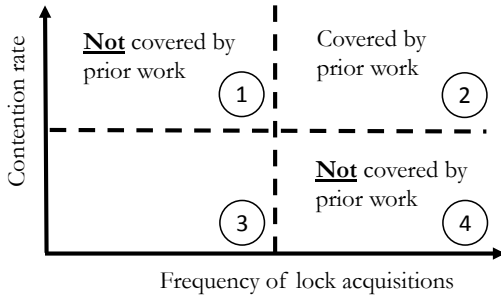 Contention rate
Not covered by
prior work
1
Covered by
prior work
2
3
Not covered by
prior work
4
Frequency of lock acquisitions